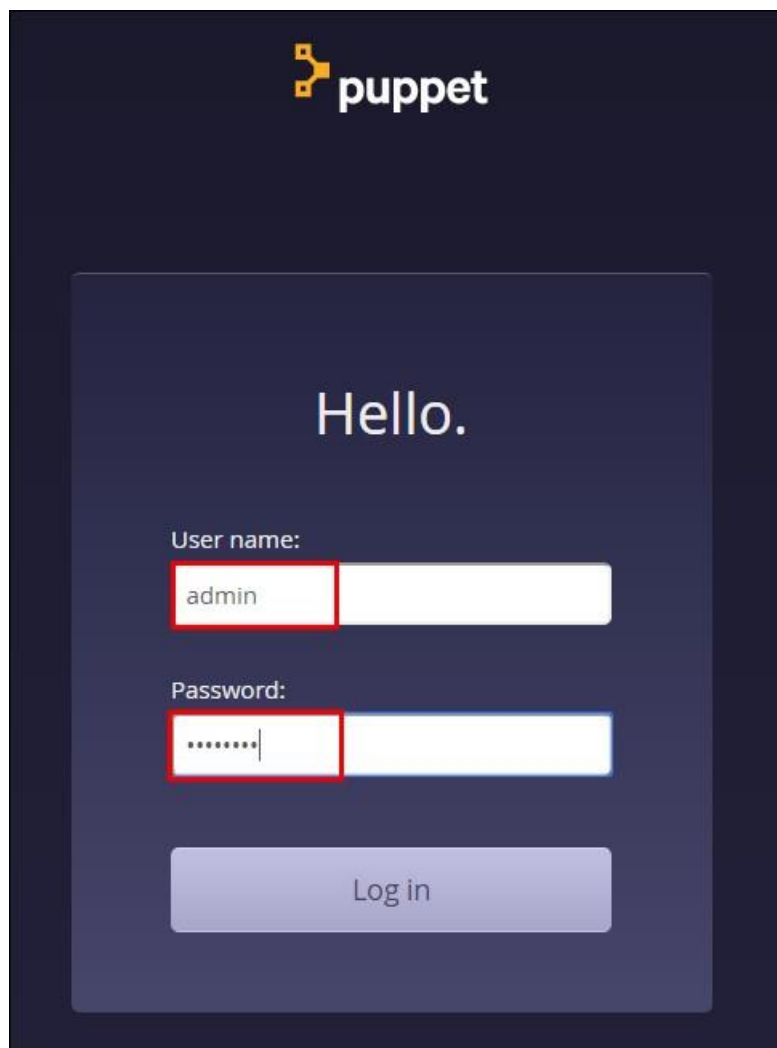 puppet
Hello.
User name:
admin
Password:
••••••••
Log in